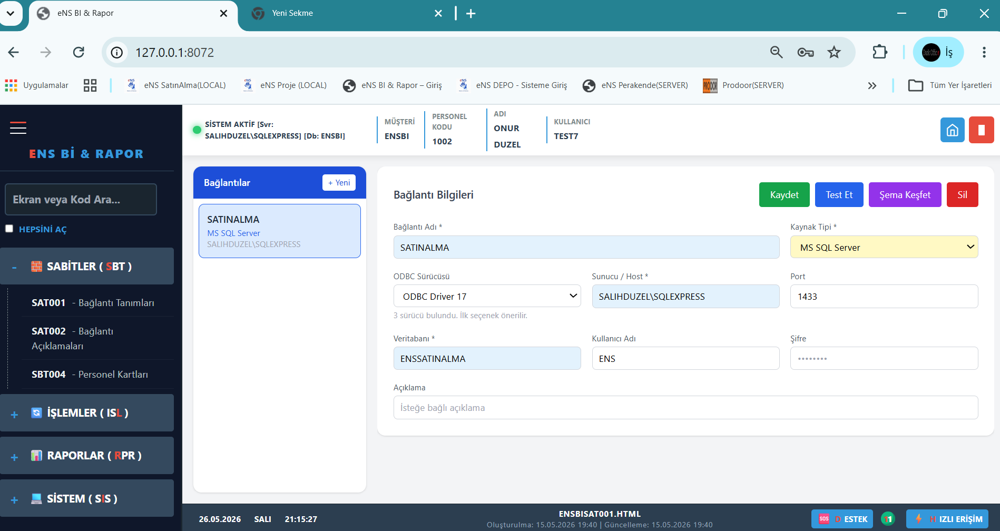 eNS BI & Rapor
Yeni Sekme
127.0.0.1:8072
İş
Uygulamalar
eNS SatınAlma(LOCAL)
eNS Proje (LOCAL)
eNS BI & Rapor – Giriş
eNS DEPO - Sisteme Giriş
eNS Perakende(SERVER)
Prodoor(SERVER)
Tüm Yer İşaretleri
ENS Bİ & RAPOR
Ekran veya Kod Ara...
HEPSİNİ AÇ
- SABİTLER ( SBT )
SAT001 - Bağlantı Tanımları
SAT002 - Bağlantı
Açıklamaları
SBT004 - Personel Kartları
+ İŞLEMLER ( ISL )
+ RAPORLAR ( RPR )
+ SİSTEM ( SIS )
SİSTEM AKTİF [Svr:
SALIHDUZEL\SQLEXPRESS] [Db: ENSBI]
MÜŞTERİ
ENSBI
PERSONEL
KODU
1002
ADI
ONUR
DUZEL
KULLANICI
TEST7
Bağlantılar
+ Yeni
SATINALMA
MS SQL Server
SALIHDUZEL\SQLEXPRESS
Bağlantı Bilgileri
Kaydet
Test Et
Şema Keşfet
Sil
Bağlantı Adı *
SATINALMA
Kaynak Tipi *
MS SQL Server
ODBC Sürücüsü
ODBC Driver 17
3 sürücü bulundu. İlk seçenek önerilir.
Sunucu / Host *
SALIHDUZEL\SQLEXPRESS
Port
1433
Veritabanı *
ENSSATINALMA
Kullanıcı Adı
ENS
Şifre
••••••••
Açıklama
İsteğe bağlı açıklama
26.05.2026 SALI 21:15:27
ENSBISAT001.HTML
Oluşturulma: 15.05.2026 19:40 | Güncelleme: 15.05.2026 19:40
SOS D ESTEK
11
H IZLI ERİŞİM